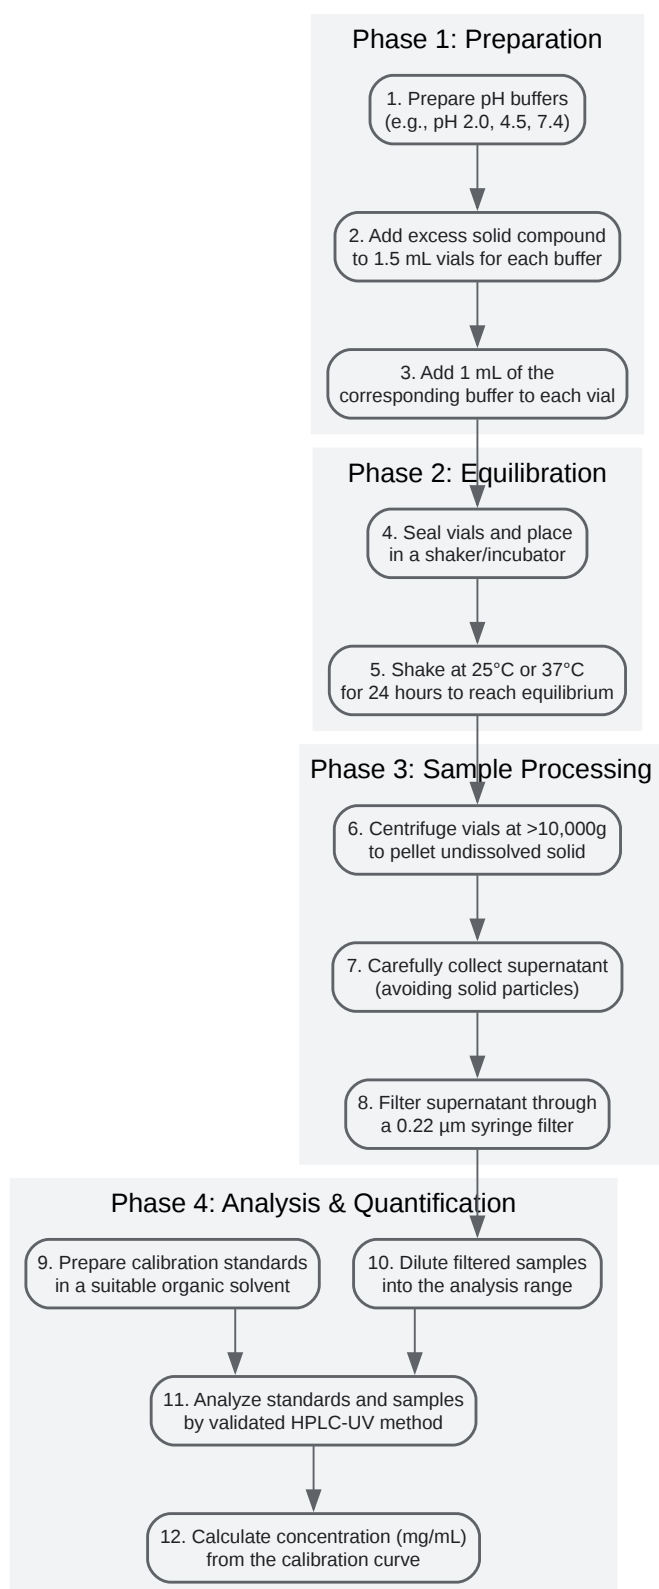 Phase 1: Preparation
1. Prepare pH buffers
(e.g., pH 2.0, 4.5, 7.4)
2. Add excess solid compound
to 1.5 mL vials for each buffer
3. Add 1 mL of the
corresponding buffer to each vial
Phase 2: Equilibration
4. Seal vials and place
in a shaker/incubator
5. Shake at 25°C or 37°C
for 24 hours to reach equilibrium
Phase 3: Sample Processing
6. Centrifuge vials at >10,000g
to pellet undissolved solid
7. Carefully collect supernatant
(avoiding solid particles)
8. Filter supernatant through
a 0.22 µm syringe filter
Phase 4: Analysis & Quantification
9. Prepare calibration standards
in a suitable organic solvent
10. Dilute filtered samples
into the analysis range
11. Analyze standards and samples
by validated HPLC-UV method
12. Calculate concentration (mg/mL)
from the calibration curve